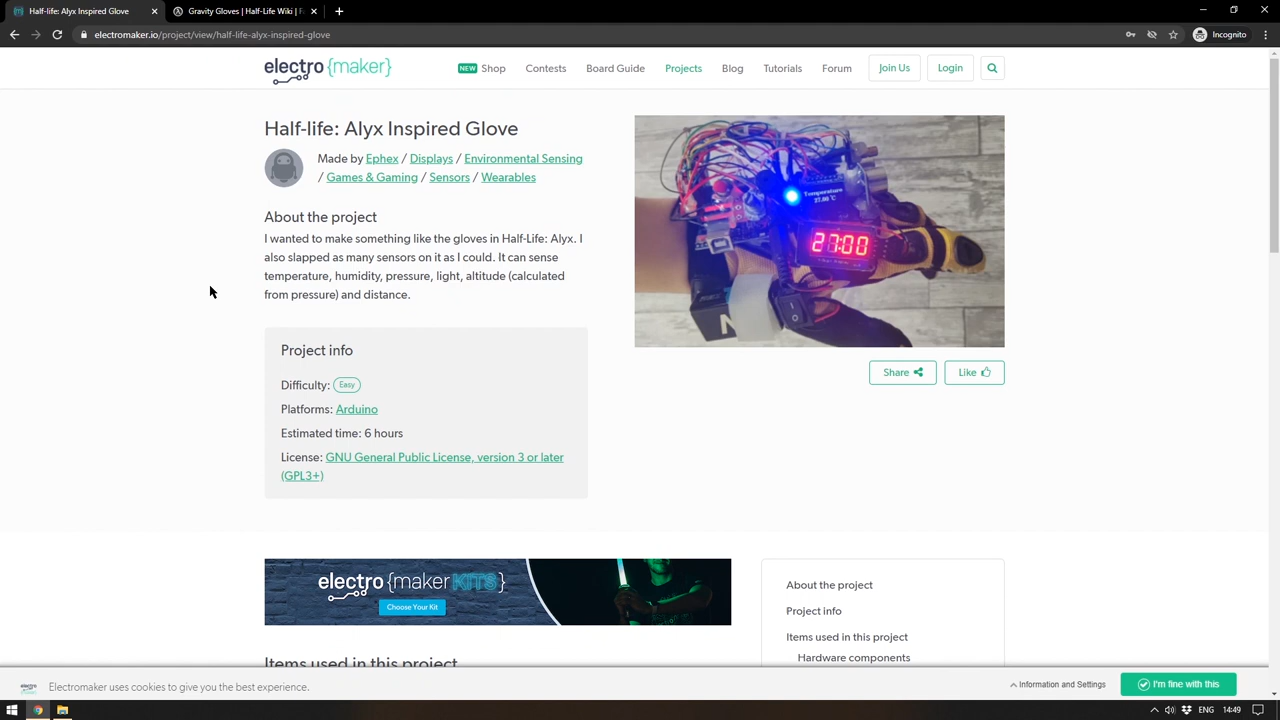 Half-life: Alyx Inspired Glove
Gravity Gloves | Half-Life
electromaker.io/project/view/half-life-alyx-inspired-glove
Incognito
electro{maker}
NEW Shop
Contests
Board Guide
Projects
Blog
Tutorials
Forum
Join Us
Login
Half-life: Alyx Inspired Glove
Made by Ephex / Displays / Environmental Sensing
/ Games & Gaming / Sensors / Wearables
About the project
I wanted to make something like the gloves in Half-Life: Alyx. I
also slapped as many sensors on it as I could. It can sense
temperature, humidity, pressure, light, altitude (calculated
from pressure) and distance.
Temperature
27.00
Share
Like
Project info
Difficulty: Easy
Platforms: Arduino
Estimated time: 6 hours
License: GNU General Public License, version 3 or later
(GPL3+)
electro{maker KITS}
Choose Your Kit
Items used in this project
About the project
Project info
Items used in this project
Hardware components
Electromaker uses cookies to give you the best experience.
Information and Settings
I'm fine with this
ENG
14:49